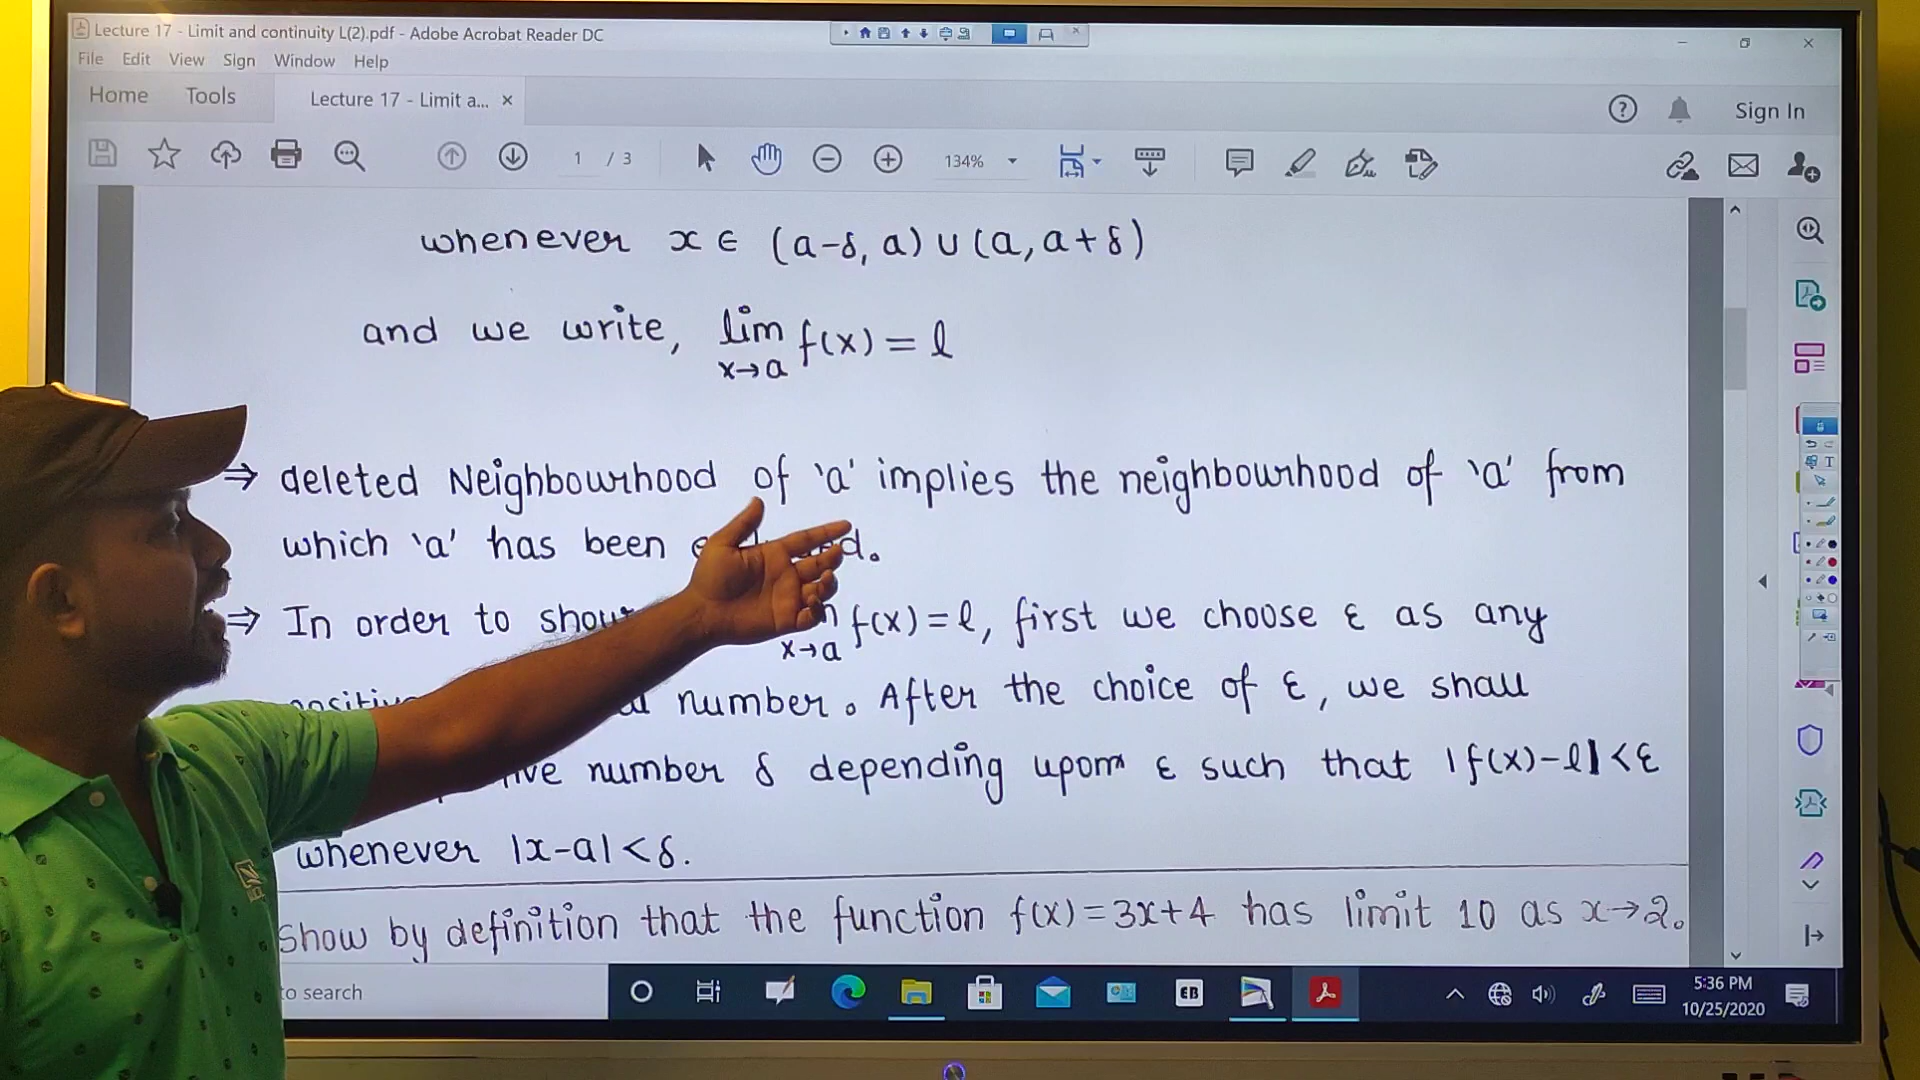 Lecture 17 - Limit and continuity L(2).pdf - Adobe Acrobat Reader DC
File Edit View Sign Window Help
Home Tools Lecture 17 - Limit a... ×
Sign In
1 / 3 134%
whenever x ∈ (a-δ, a) ∪ (a, a+δ)
and we write, lim f(x) = l
x→a
⇒ deleted Neighbourhood of 'a' implies the neighbourhood of 'a' from
which 'a' has been
⇒ In order to show f(x) = l, first we choose ε as any
x→a
number. After the choice of ε, we shall
number δ depending upon ε such that |f(x)-l| < ε
whenever |x-a| < δ.
Show by definition that the function f(x) = 3x+4 has limit 10 as x→2.
to search
EB
5:36 PM
10/25/2020